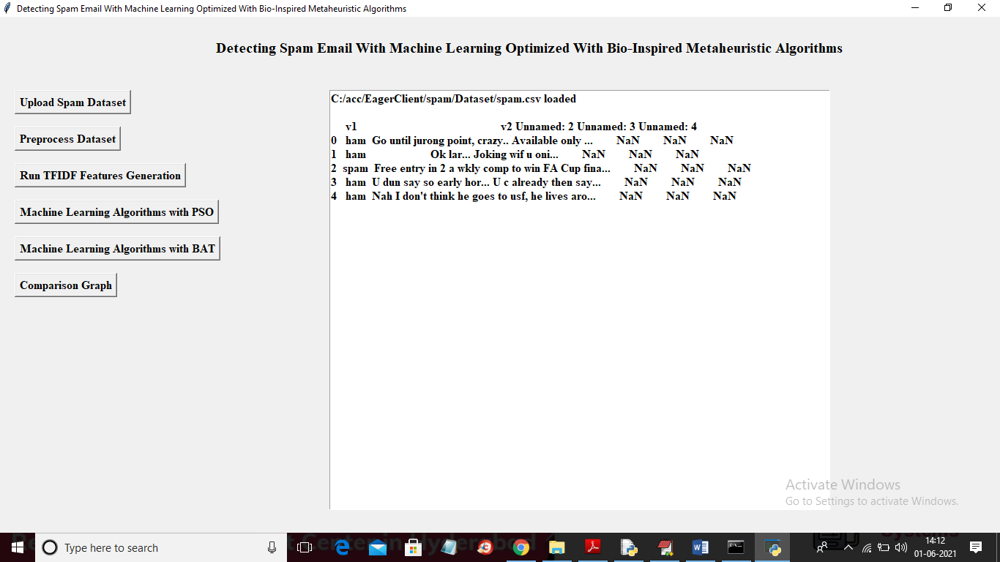 Detecting Spam Email With Machine Learning Optimized With Bio-Inspired Metaheuristic Algorithms
Detecting Spam Email With Machine Learning Optimized With Bio-Inspired Metaheuristic Algorithms
Upload Spam Dataset
Preprocess Dataset
Run TFIDF Features Generation
Machine Learning Algorithms with PSO
Machine Learning Algorithms with BAT
Comparison Graph
C:/acc/EagerClient/spam/Dataset/spam.csv loaded
v1 v2 Unnamed: 2 Unnamed: 3 Unnamed: 4
0 ham Go until jurong point, crazy.. Available only ... NaN NaN NaN
1 ham Ok lar... Joking wif u oni... NaN NaN NaN
2 spam Free entry in 2 a wkly comp to win FA Cup fina... NaN NaN NaN
3 ham U dun say so early hor... U c already then say... NaN NaN NaN
4 ham Nah I don't think he goes to usf, he lives aro... NaN NaN NaN
Activate Windows
Go to Settings to activate Windows.
Type here to search
14:12
01-06-2021